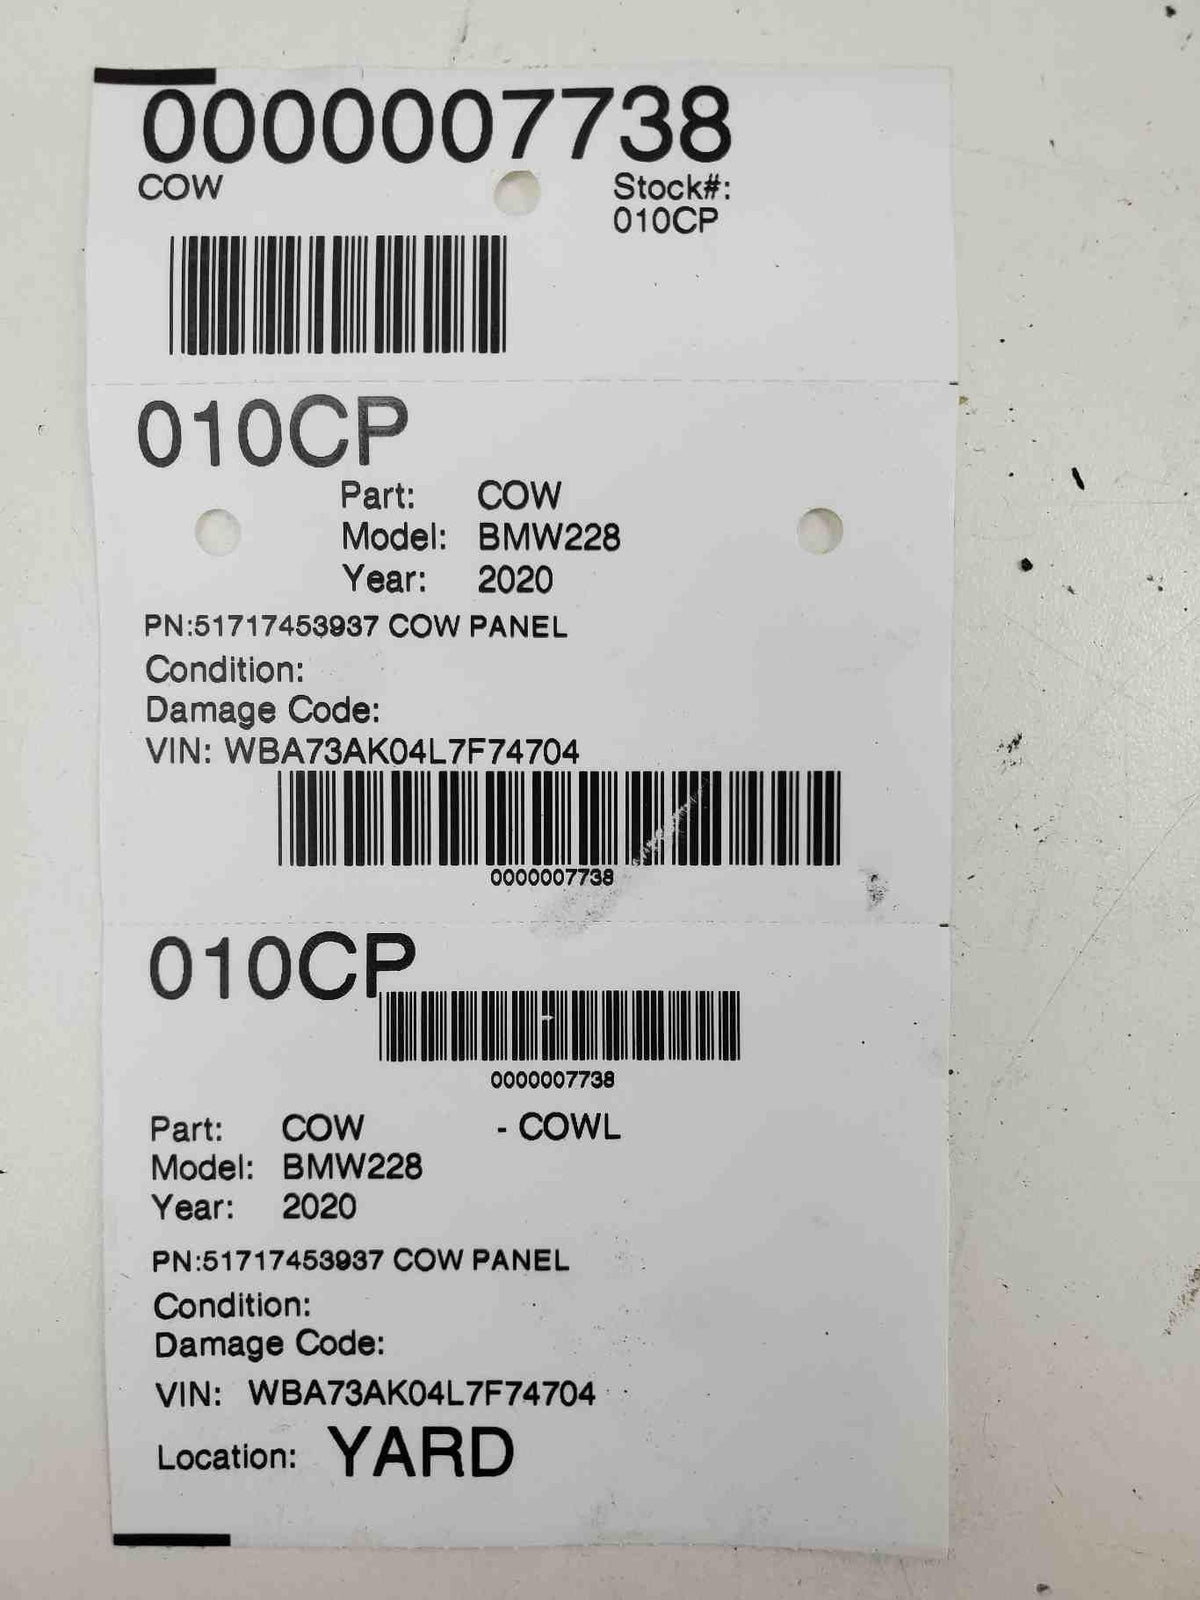 0000007738
COW
Stock#:
010CP
010CP
Part: COW
Model: BMW228
Year: 2020
PN:51717453937 COW PANEL
Condition:
Damage Code:
VIN: WBA73AK04L7F74704
0000007738
010CP
0000007738
Part: COW - COWL
Model: BMW228
Year: 2020
PN:51717453937 COW PANEL
Condition:
Damage Code:
VIN: WBA73AK04L7F74704
Location: YARD